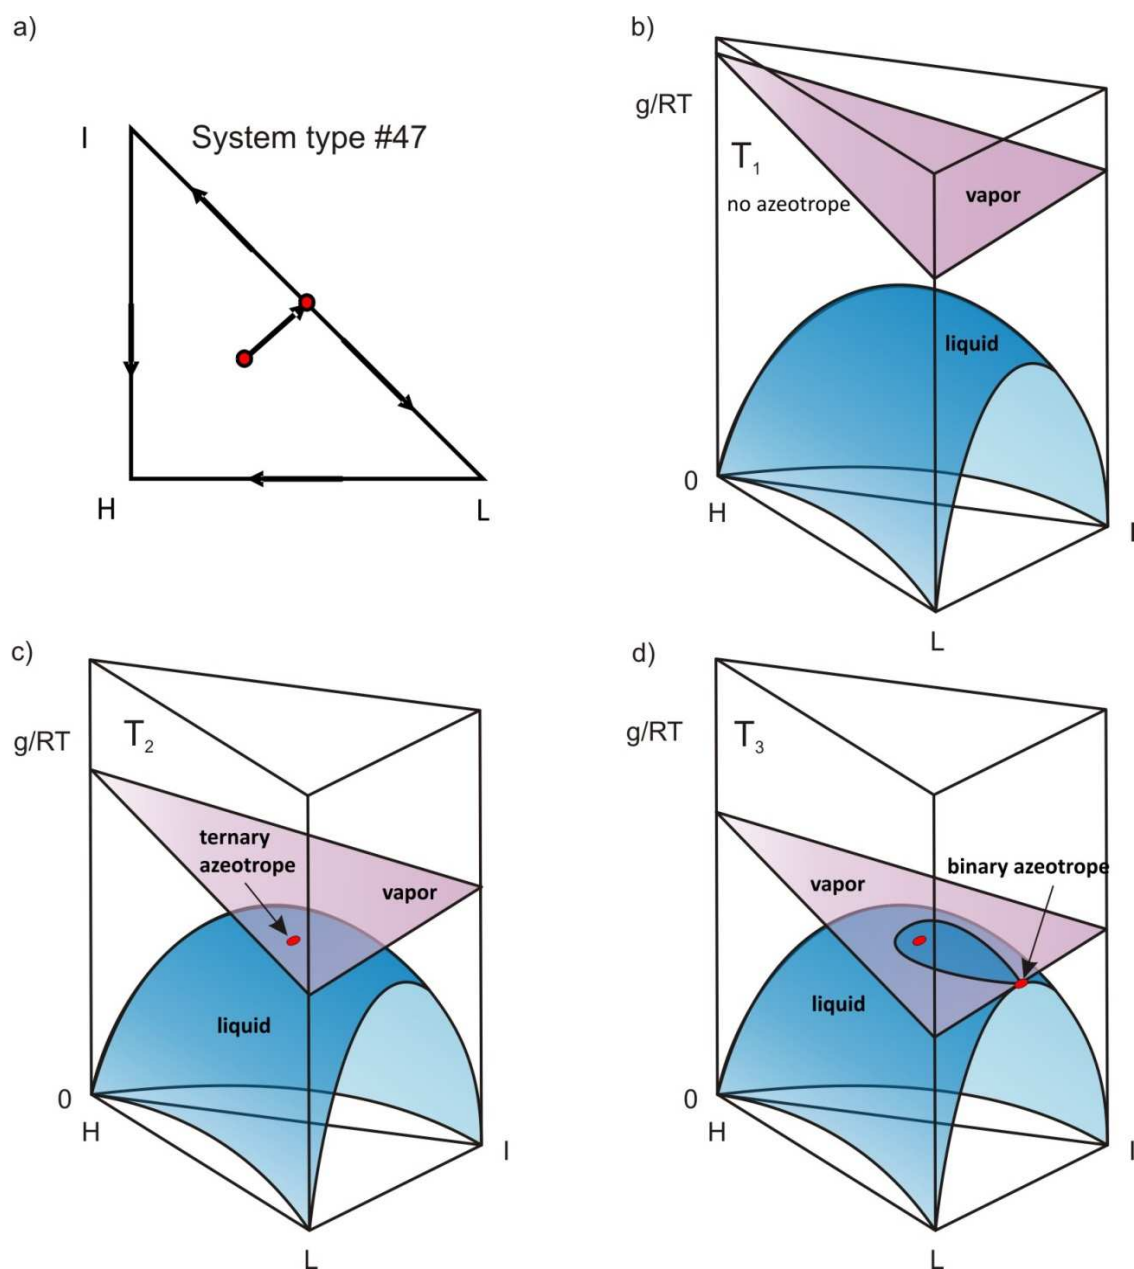 a)
System type #47
I
H
L
b)
g/RT
T1
no azeotrope
vapor
liquid
0
H
I
L
c)
g/RT
T2
ternary
azeotrope
vapor
liquid
0
H
I
L
d)
g/RT
T3
binary azeotrope
vapor
liquid
0
H
I
L